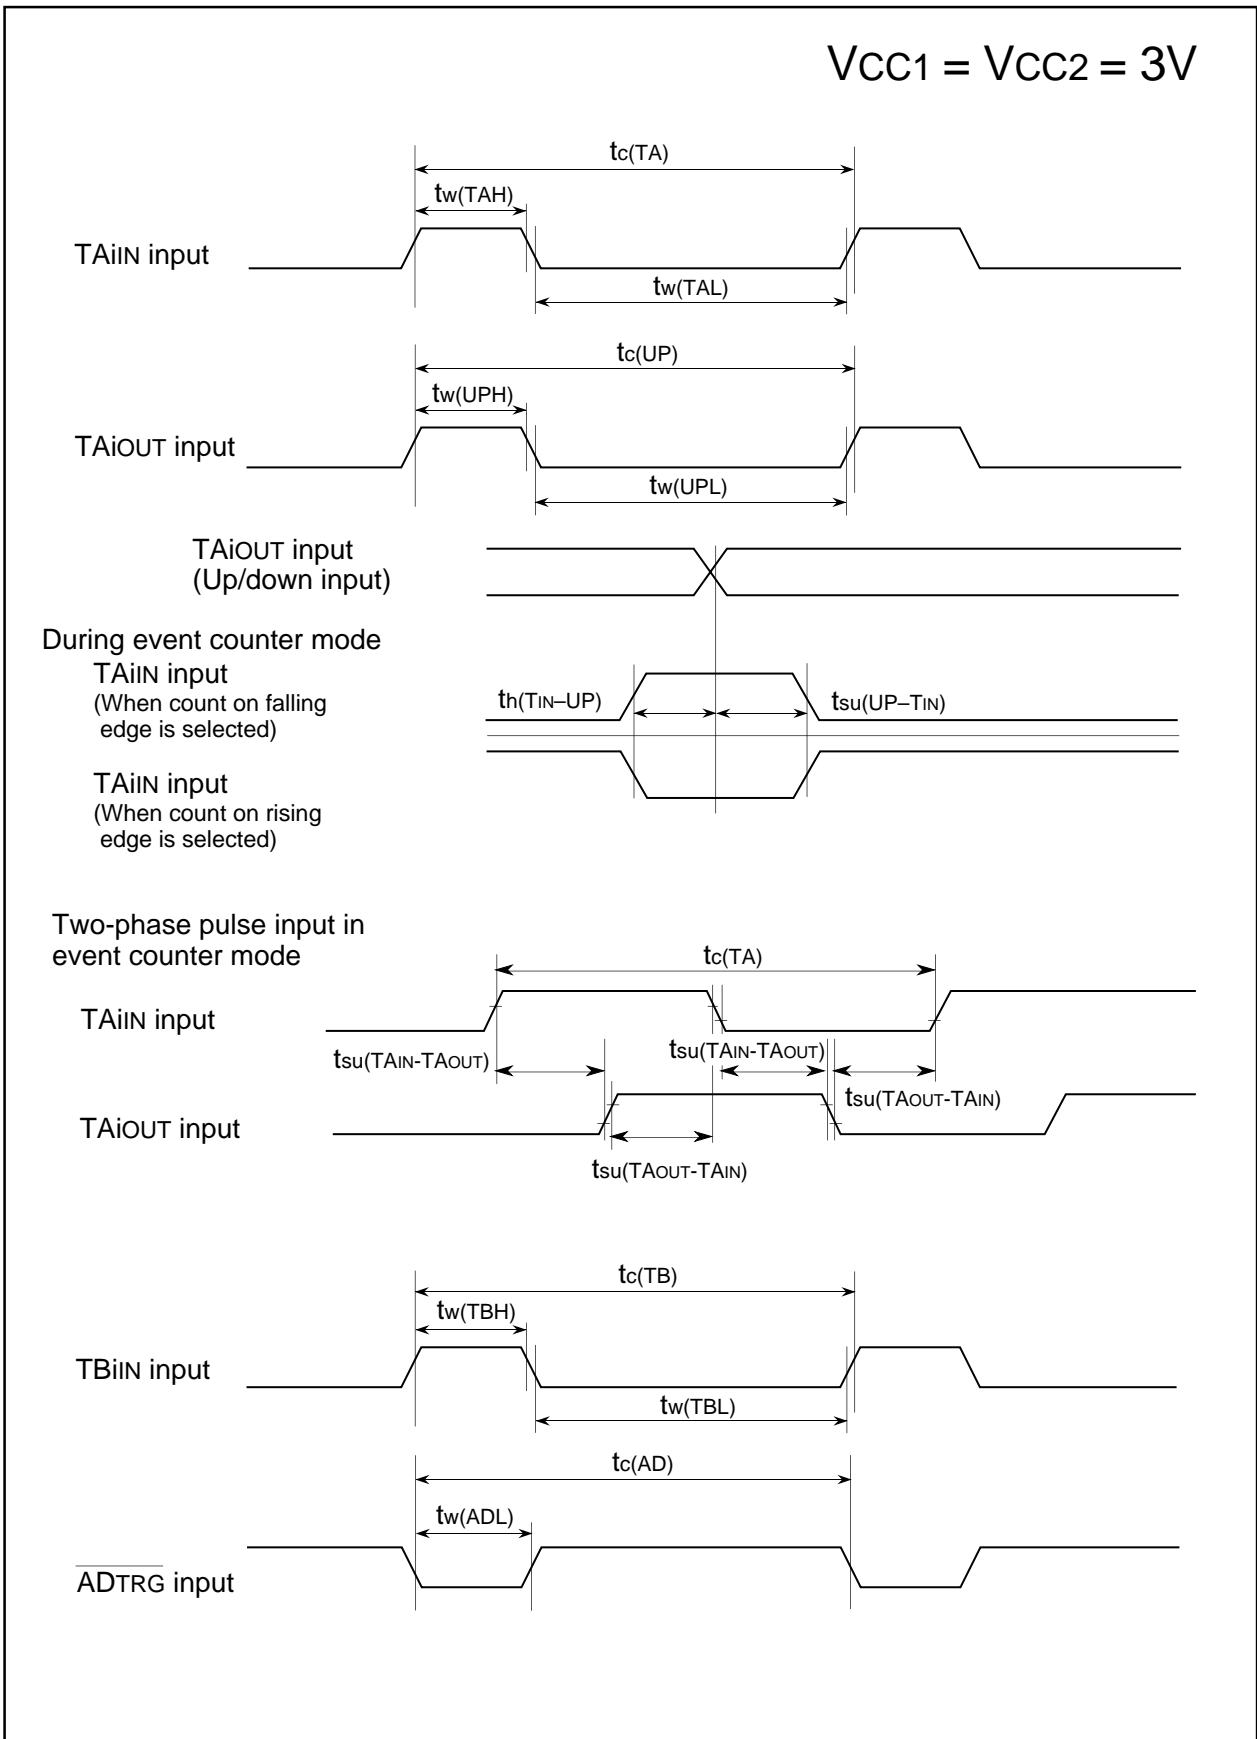 VCC1 = VCC2 = 3V
tc(TA)
tw(TAH)
TAiIN input
tw(TAL)
tc(UP)
tw(UPH)
TAiOUT input
tw(UPL)
TAiOUT input
(Up/down input)
During event counter mode
TAiIN input
(When count on falling
edge is selected)
th(TIN–UP)
tsu(UP–TIN)
TAiIN input
(When count on rising
edge is selected)
Two-phase pulse input in
event counter mode
tc(TA)
TAiIN input
tsu(TAIN-TAOUT)
tsu(TAIN-TAOUT)
tsu(TAOUT-TAIN)
TAiOUT input
tsu(TAOUT-TAIN)
tc(TB)
tw(TBH)
TBiIN input
tw(TBL)
tc(AD)
tw(ADL)
ADTRG input